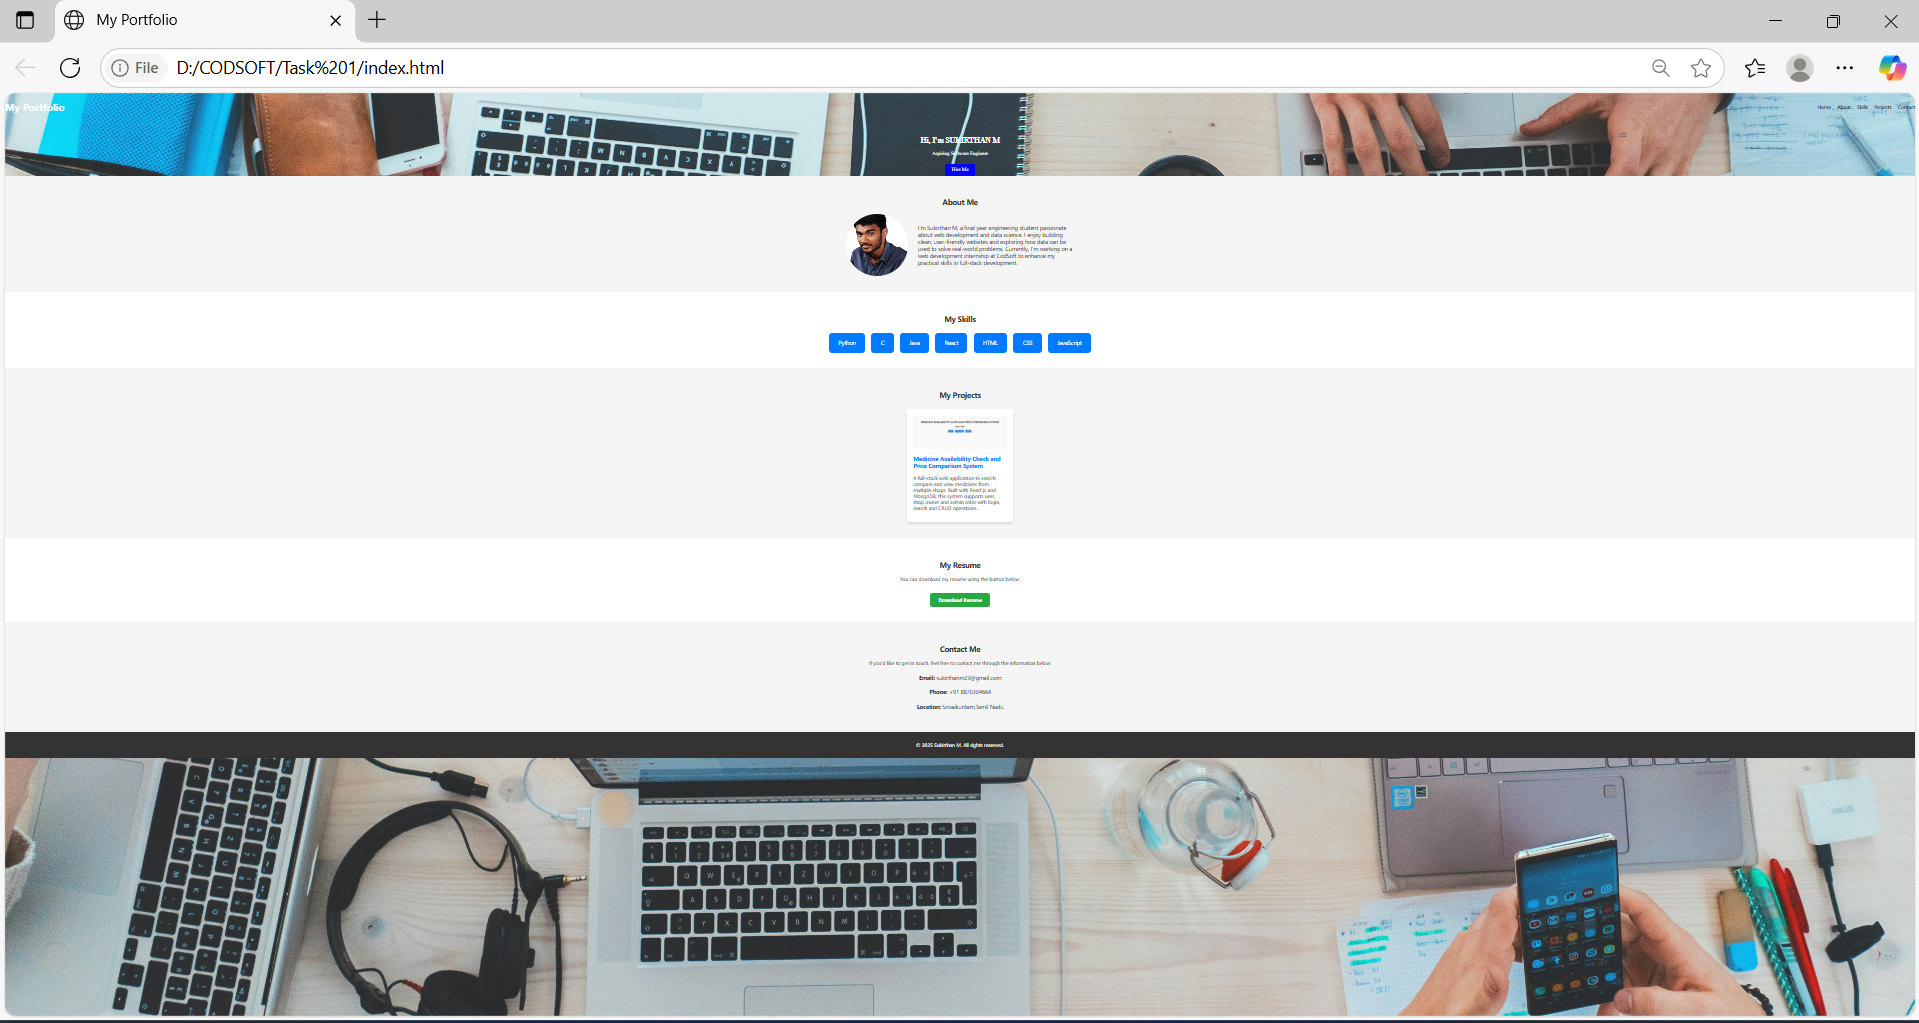 My Portfolio
File
D:/CODSOFT/Task%201/index.html
My Portfolio
Home
About
Skills
Projects
Contact
Hi, I'm SUKIRTHAN M
Aspiring Software Engineer
Hire Me
About Me
I'm Sukirthan M, a final year engineering student passionate
about web development and data science. I enjoy building
clean, user-friendly websites and exploring how data can be
used to solve real-world problems. Currently, I'm working on a
web development internship at CodSoft to enhance my
practical skills in full-stack development.
My Skills
Python
C
Java
React
HTML
CSS
JavaScript
My Projects
Medicine Availability Check and
Price Comparison System
A full-stack web application to search,
compare and view medicines from
multiple shops. Built with React.js and
MongoDB, this system supports user,
shop owner and admin roles with login,
search and CRUD operations.
My Resume
You can download my resume using the button below:
Download Resume
Contact Me
If you'd like to get in touch, feel free to contact me through the information below.
Email: sukirthanm23@gmail.com
Phone: +91 8870304664
Location: Srivaikuntam,Tamil Nadu
© 2025 Sukirthan M. All rights reserved.